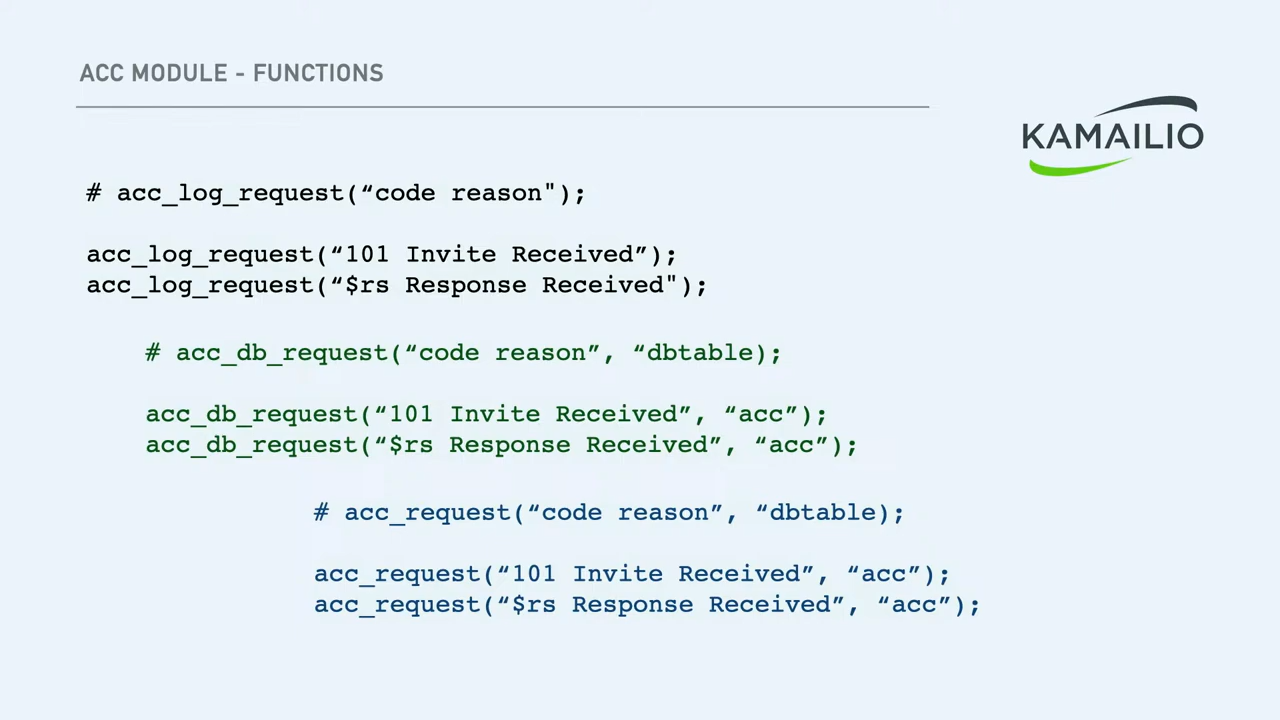 ACC MODULE - FUNCTIONS
KAMAILIO
# acc_log_request(“code reason");
acc_log_request(“101 Invite Received”);
acc_log_request(“$rs Response Received");
# acc_db_request(“code reason”, “dbtable);
acc_db_request(“101 Invite Received”, “acc”);
acc_db_request(“$rs Response Received”, “acc”);
# acc_request(“code reason”, “dbtable);
acc_request(“101 Invite Received”, “acc”);
acc_request(“$rs Response Received”, “acc”);